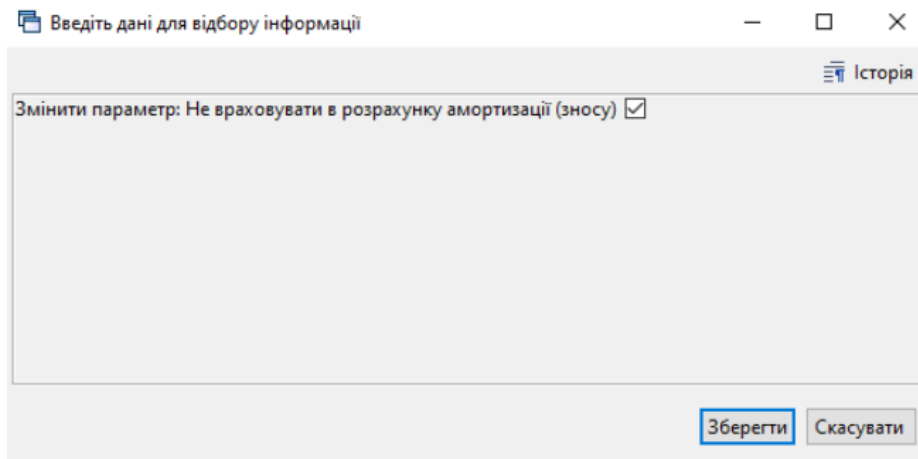 Введіть дані для відбору інформації
Історія
Змінити параметр: Не враховувати в розрахунку амортизації (зносу)
Зберегти
Скасувати